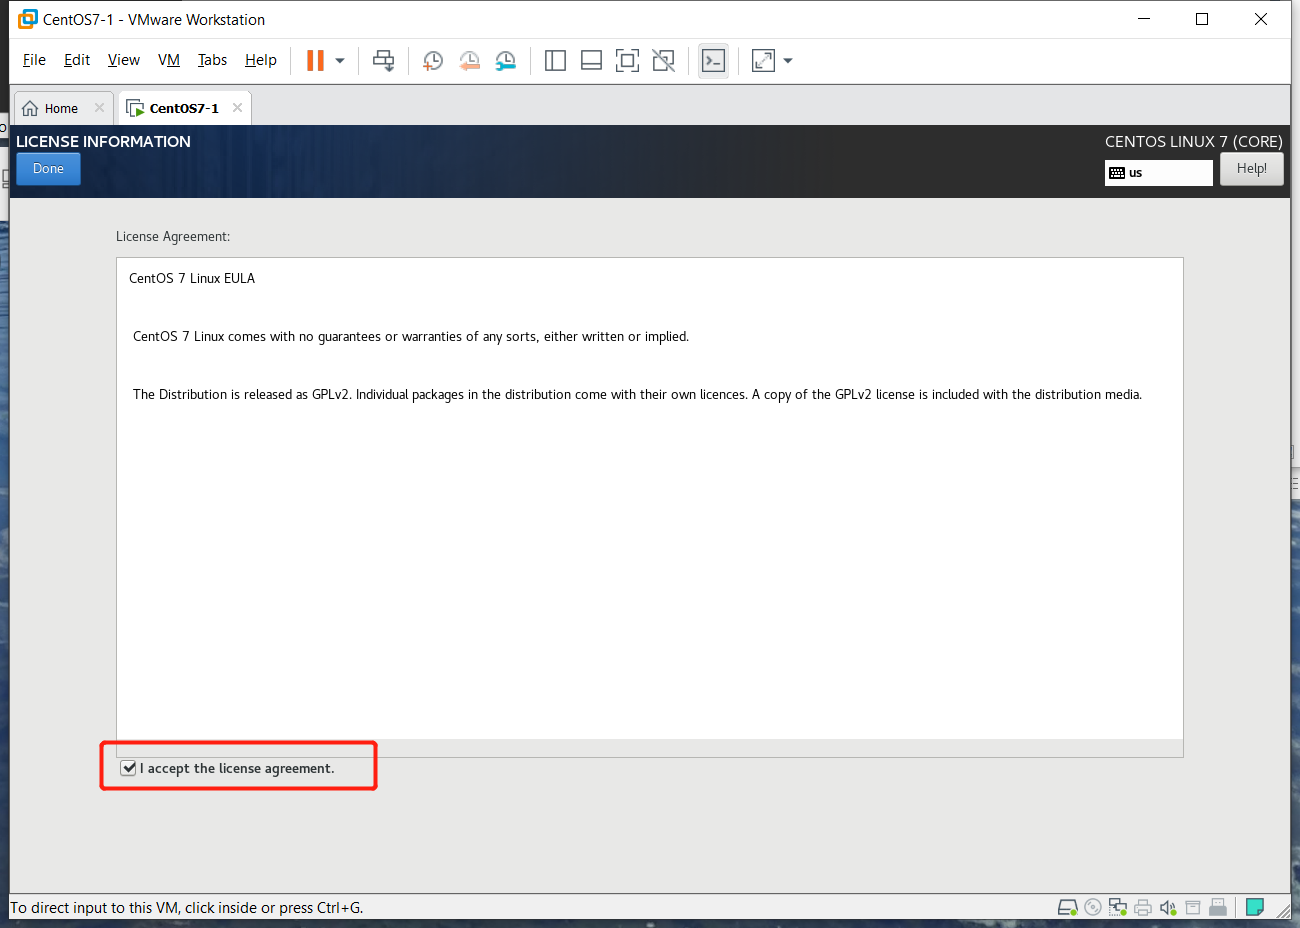 CentOS7-1 - VMware Workstation
File Edit View VM Tabs Help
Home CentOS7-1
LICENSE INFORMATION CENTOS LINUX 7 (CORE)
Done us Help!
License Agreement:
CentOS 7 Linux EULA
CentOS 7 Linux comes with no guarantees or warranties of any sorts, either written or implied.
The Distribution is released as GPLv2. Individual packages in the distribution come with their own licences. A copy of the GPLv2 license is included with the distribution media.
I accept the license agreement.
To direct input to this VM, click inside or press Ctrl+G.